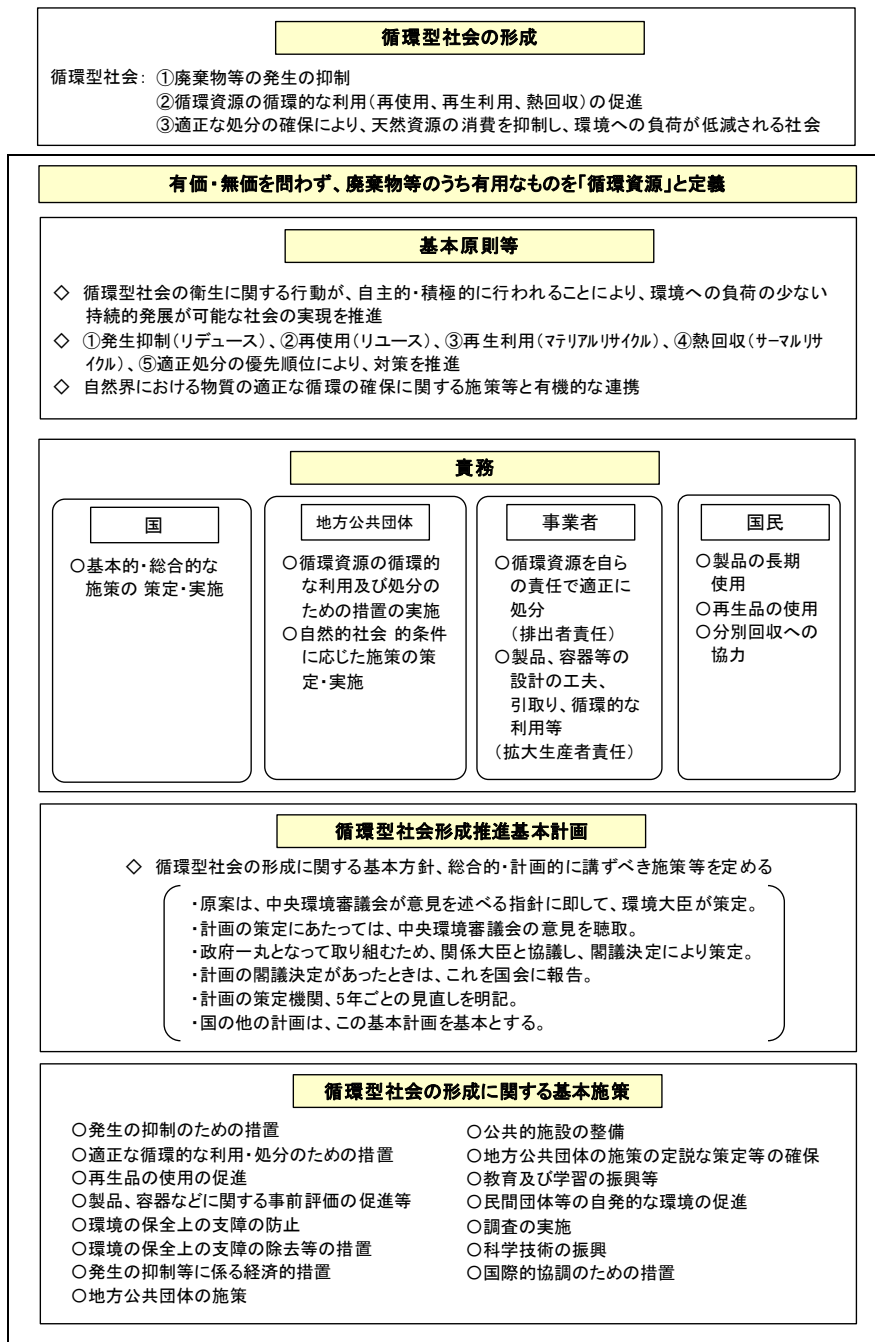 循環型社会の形成
循環型社会： ①廃棄物等の発生の抑制
②循環資源の循環的な利用（再使用、再生利用、熱回収）の促進
③適正な処分の確保により、天然資源の消費を抑制し、環境への負荷が低減される社会
有価・無価を問わず、廃棄物等のうち有用なものを「循環資源」と定義
基本原則等
◇ 循環型社会の衛生に関する行動が、自主的・積極的に行われることにより、環境への負荷の少ない
持続的発展が可能な社会の実現を推進
◇ ①発生抑制（リデュース）、②再使用（リユース）、③再生利用（マテリアルリサイクル）、④熱回収（サーマルリサ
イクル）、⑤適正処分の優先順位により、対策を推進
◇ 自然界における物質の適正な循環の確保に関する施策等と有機的な連携
責務
国
○基本的・総合的な
施策の 策定・実施
地方公共団体
○循環資源の循環的
な利用及び処分の
ための措置の実施
○自然的社会 的条件
に応じた施策の策
定・実施
事業者
○循環資源を自ら
の責任で適正に
処分
（排出者責任）
○製品、容器等の
設計の工夫、
引取り、循環的な
利用等
（拡大生産者責任）
国民
○製品の長期
使用
○再生品の使用
○分別回収への
協力
循環型社会形成推進基本計画
◇ 循環型社会の形成に関する基本方針、総合的・計画的に講ずべき施策等を定める
・原案は、中央環境審議会が意見を述べる指針に即して、環境大臣が策定。
・計画の策定にあたっては、中央環境審議会の意見を聴取。
・政府一丸となって取り組むため、関係大臣と協議し、閣議決定により策定。
・計画の閣議決定があったときは、これを国会に報告。
・計画の策定機関、5年ごとの見直しを明記。
・国の他の計画は、この基本計画を基本とする。
循環型社会の形成に関する基本施策
○発生の抑制のための措置
○適正な循環的な利用・処分のための措置
○再生品の使用の促進
○製品、容器などに関する事前評価の促進等
○環境の保全上の支障の防止
○環境の保全上の支障の除去等の措置
○発生の抑制等に係る経済的措置
○地方公共団体の施策
○公共的施設の整備
○地方公共団体の施策の定説な策定等の確保
○教育及び学習の振興等
○民間団体等の自発的な環境の促進
○調査の実施
○科学技術の振興
○国際的協調のための措置